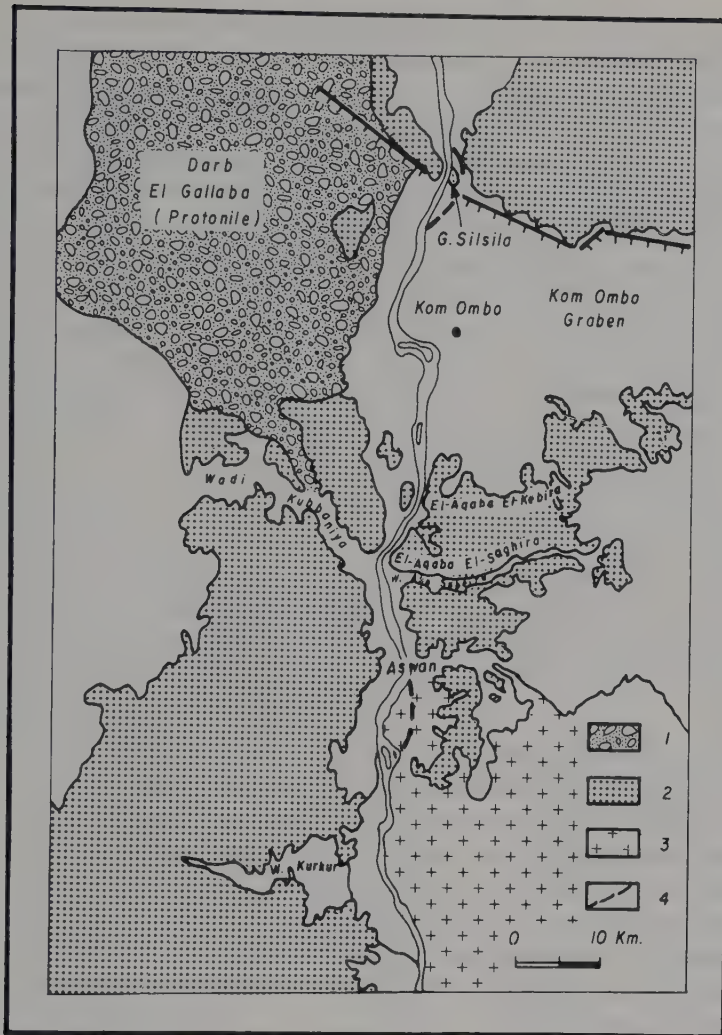 Darb
El Gallaba
(Protonile)
G. Silsila
Kom Ombo
Kom Ombo
Graben
Wadi
Kubbaniya
El-Aqaba El-Kebira
El-Aqaba El-Saghira
W. Abu
Aswan
W. Kurkur
1
2
3
4
0 10 Km.